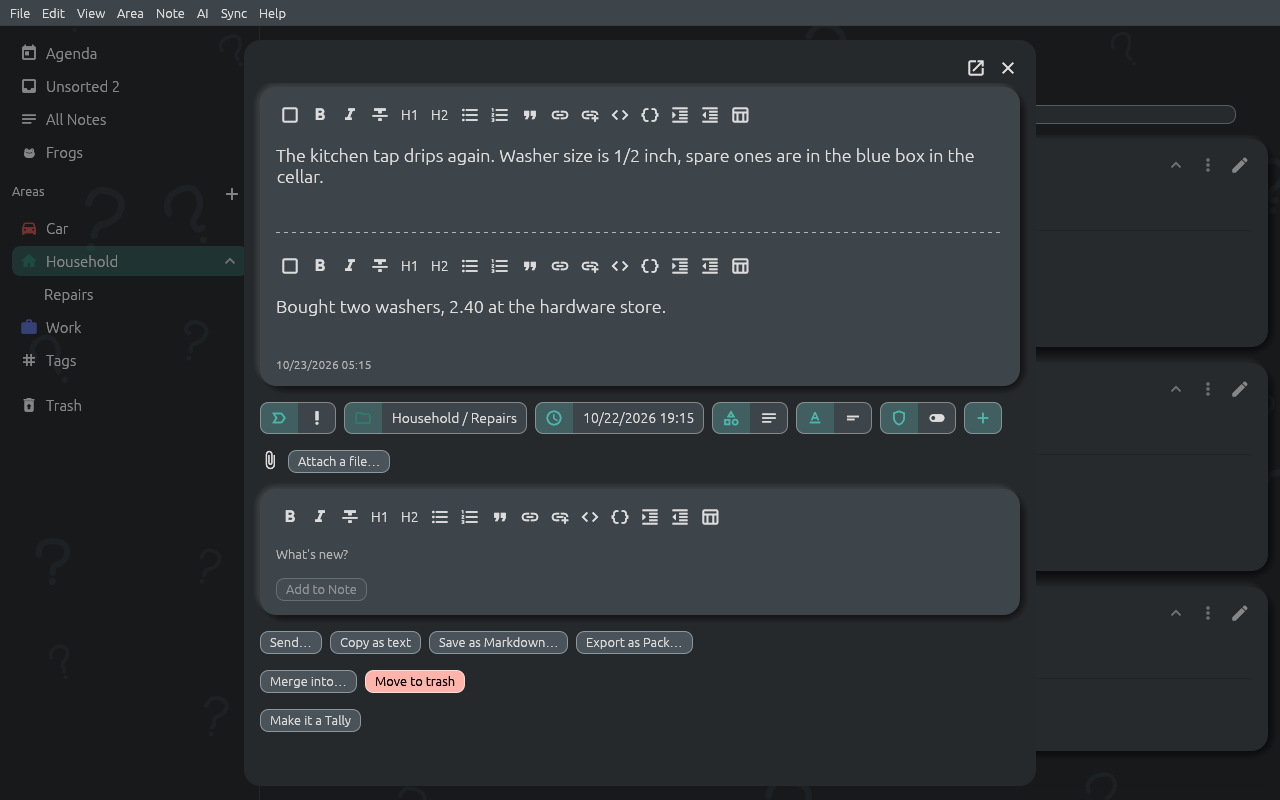 File Edit View Area Note AI Sync Help
Agenda
Unsorted 2
All Notes
Frogs
Areas
Car
Household
Repairs
Work
Tags
Trash
B I H1 H2
The kitchen tap drips again. Washer size is 1/2 inch, spare ones are in the blue box in the
cellar.
B I H1 H2
Bought two washers, 2.40 at the hardware store.
10/23/2026 05:15
Household / Repairs
10/22/2026 19:15
Attach a file...
B I H1 H2
What's new?
Add to Note
Send... Copy as text Save as Markdown... Export as Pack...
Merge into... Move to trash
Make it a Tally